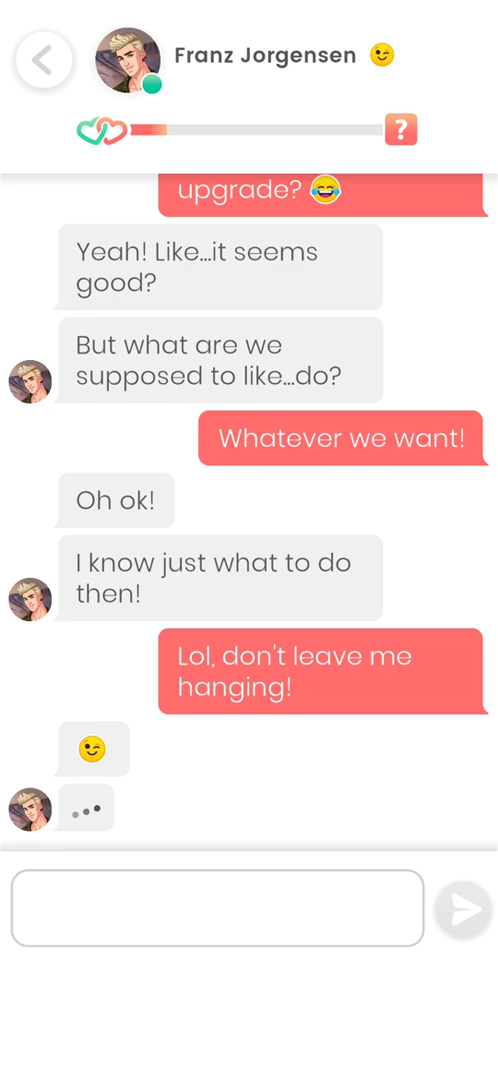 Franz Jorgensen 😉
?
upgrade? 😂
Yeah! Like...it seems
good?
But what are we
supposed to like...do?
Whatever we want!
Oh ok!
I know just what to do
then!
Lol, don't leave me
hanging!
😉